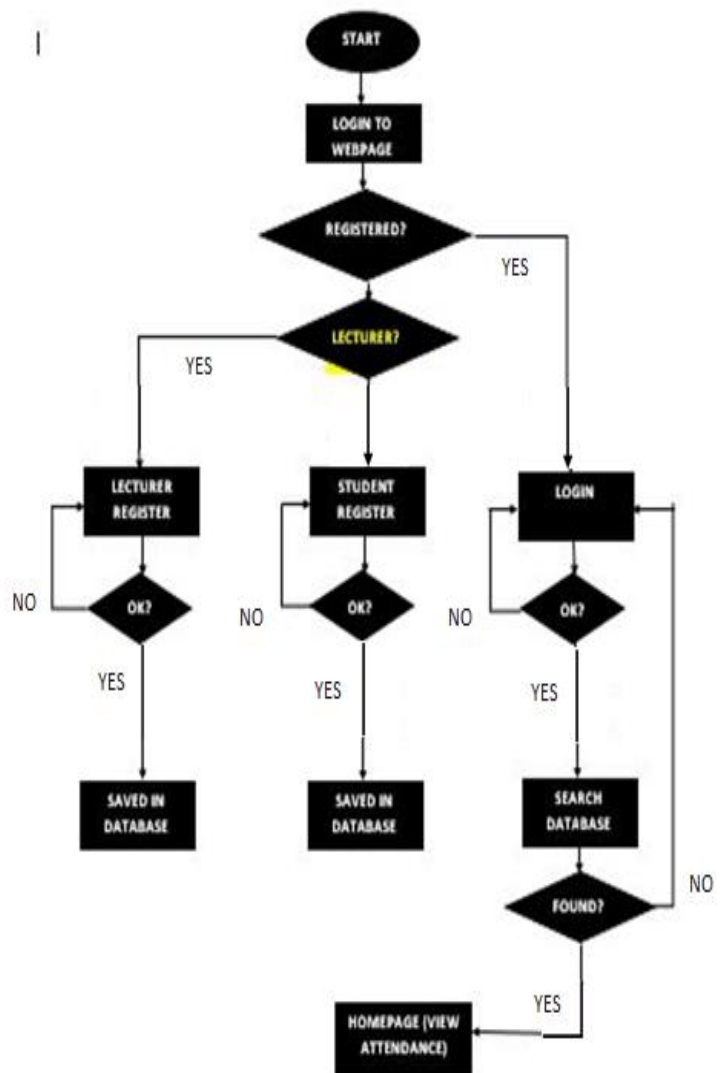 START
LOGIN TO
WEBPAGE
REGISTERED?
YES
LECTURER?
YES
LECTURER
REGISTER
STUDENT
REGISTER
LOGIN
NO
OK?
NO
OK?
NO
OK?
YES
YES
YES
SAVED IN
DATABASE
SAVED IN
DATABASE
SEARCH
DATABASE
NO
FOUND?
YES
HOMEPAGE (VIEW
ATTENDANCE)